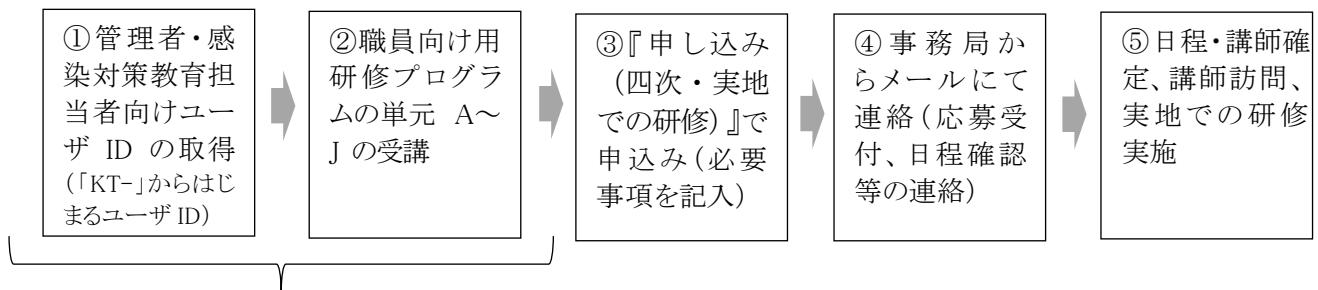 ①管理者・感
染対策教育担
当者向けユー
ザ ID の取得
(「KT-」からはじ
まるユーザ ID)
②職員向け用
研修プログラ
ムの単元 A～
J の受講
③『申し込み
(四次・実地
での研修)』で
申込み(必要
事項を記入)
④事務局か
らメールにて
連絡(応募受
付、日程確認
等の連絡)
⑤日程・講師確
定、講師訪問、
実地での研修
実施